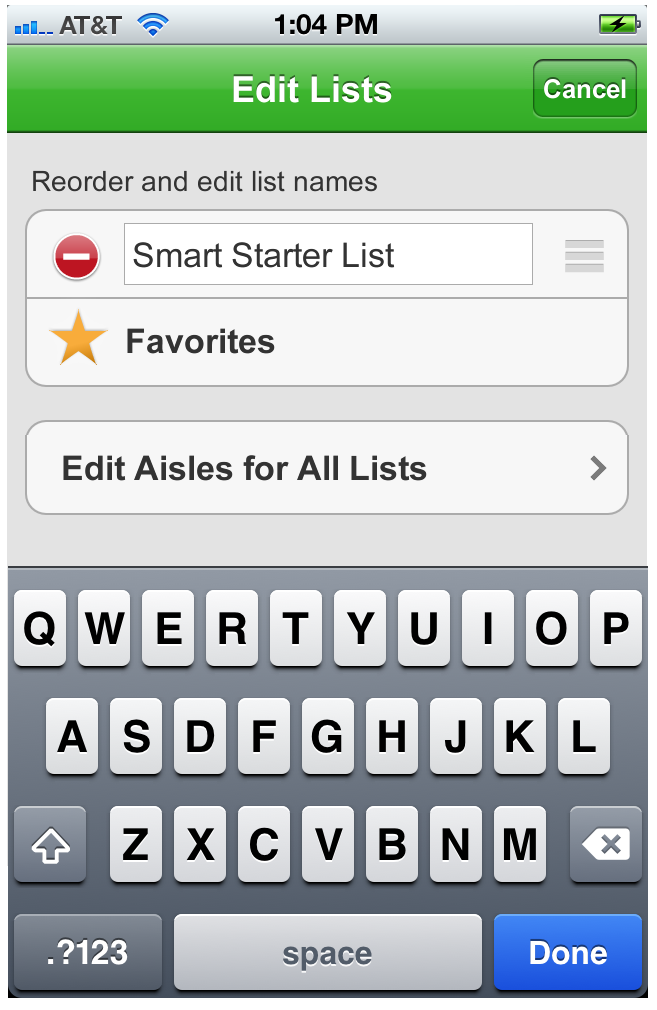 AT&T 1:04 PM
Edit Lists Cancel
Reorder and edit list names
Smart Starter List
Favorites
Edit Aisles for All Lists
Q W E R T Y U I O P
A S D F G H J K L
Z X C V B N M
.?123 space Done